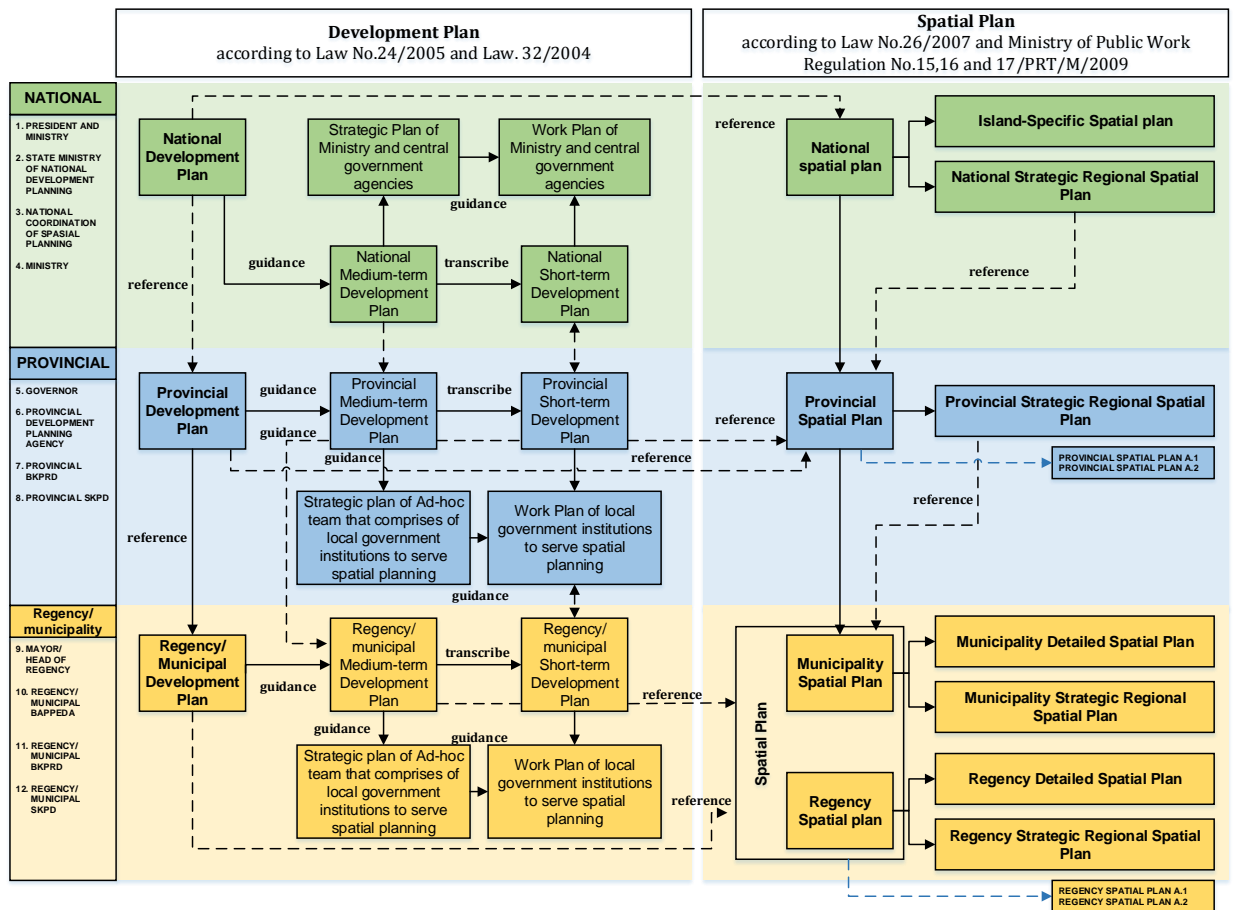 Development Plan
according to Law No.24/2005 and Law. 32/2004
Spatial Plan
according to Law No.26/2007 and Ministry of Public Work
Regulation No.15,16 and 17/PRT/M/2009
NATIONAL
1. PRESIDENT AND
MINISTRY
2. STATE MINISTRY
OF NATIONAL
DEVELOPMENT
PLANNING
3. NATIONAL
COORDINATION
OF SPASIAL
PLANNING
4. MINISTRY
National
Development
Plan
Strategic Plan of
Ministry and central
government
agencies
Work Plan of
Ministry and central
government
agencies
guidance
guidance
National
Medium-term
Development
Plan
transcribe
National
Short-term
Development
Plan
reference
reference
National
spatial plan
Island-Specific Spatial plan
National Strategic Regional Spatial
Plan
reference
PROVINCIAL
5. GOVERNOR
6. PROVINCIAL
DEVELOPMENT
PLANNING
AGENCY
7. PROVINCIAL
BKPRD
8. PROVINCIAL SKPD
Provincial
Development
Plan
guidance
guidance
Provincial
Medium-term
Development
Plan
transcribe
Provincial
Short-term
Development
Plan
guidance
reference
reference
Strategic plan of Ad-hoc
team that comprises of
local government
institutions to serve
spatial planning
Work Plan of local
government institutions
to serve spatial
planning
reference
guidance
Provincial
Spatial Plan
Provincial Strategic Regional Spatial
Plan
PROVINCIAL SPATIAL PLAN A.1
PROVINCIAL SPATIAL PLAN A.2
reference
Regency/
municipality
9. MAYOR/
HEAD OF
REGENCY
10. REGENCY/
MUNICIPAL
BAPPEDA
11. REGENCY/
MUNICIPAL
BKPRD
12. REGENCY/
MUNICIPAL
SKPD
Regency/
Municipal
Development
Plan
guidance
Regency/
municipal
Medium-term
Development
Plan
transcribe
Regency/
municipal
Short-term
Development
Plan
reference
guidance
guidance
Strategic plan of Ad-hoc
team that comprises of
local government
institutions to serve
spatial planning
Work Plan of local
government institutions
to serve spatial
planning
reference
Spatial Plan
Municipality
Spatial Plan
Municipality Detailed Spatial Plan
Municipality Strategic Regional
Spatial Plan
Regency
Spatial plan
Regency Detailed Spatial Plan
Regency Strategic Regional Spatial
Plan
REGENCY SPATIAL PLAN A.1
REGENCY SPATIAL PLAN A.2